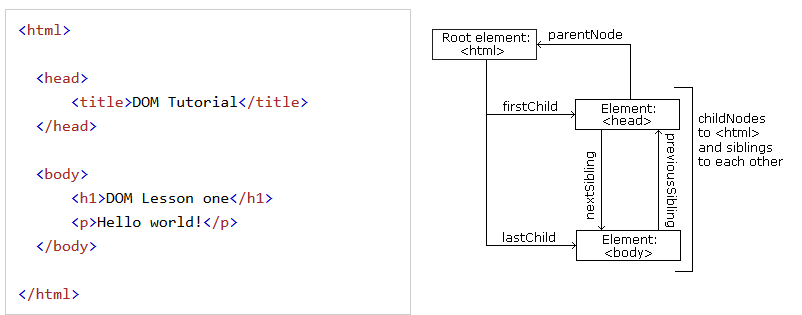 <html>
<head>
<title>DOM Tutorial</title>
</head>
<body>
<h1>DOM Lesson one</h1>
<p>Hello world!</p>
</body>
</html>
Root element:
<html>
parentNode
firstChild
Element:
<head>
nextSibling
previousSibling
childNodes
to <html>
and siblings
to each other
lastChild
Element:
<body>